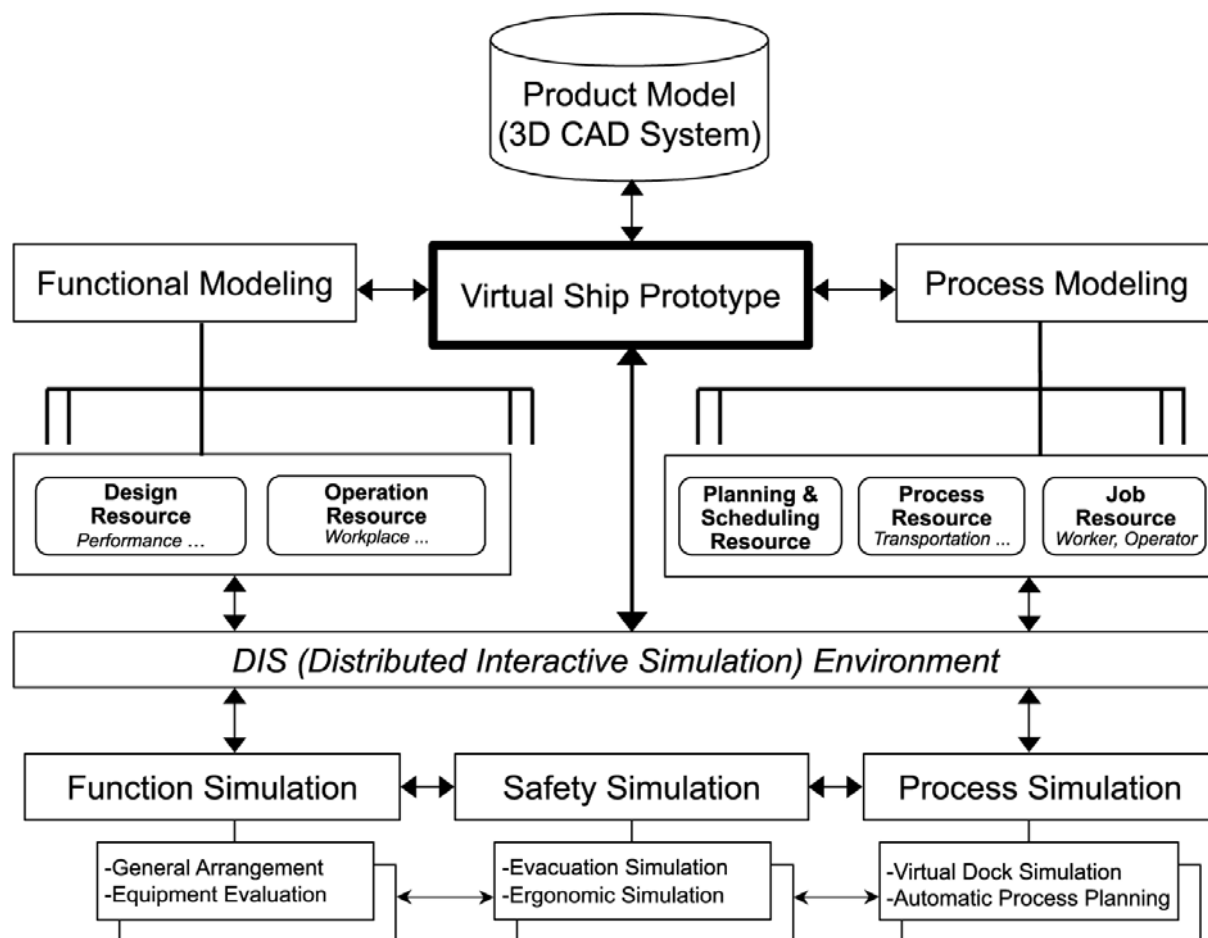 Product Model
(3D CAD System)
Functional Modeling
Virtual Ship Prototype
Process Modeling
Design
Resource
Performance …
Operation
Resource
Workplace ...
Planning &
Scheduling
Resource
Process
Resource
Transportation ...
Job
Resource
Worker, Operator
DIS (Distributed Interactive Simulation) Environment
Function Simulation
Safety Simulation
Process Simulation
-General Arrangement
-Equipment Evaluation
-Evacuation Simulation
-Ergonomic Simulation
-Virtual Dock Simulation
-Automatic Process Planning